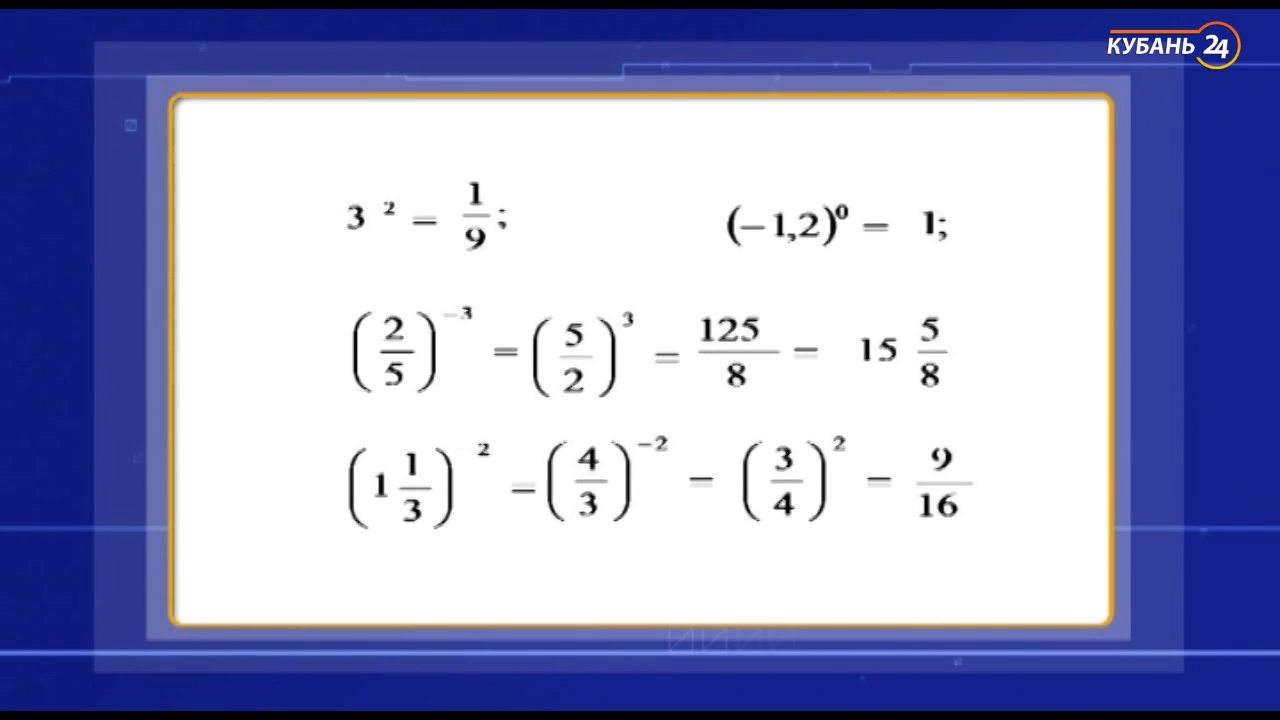 КУБАНЬ 24
3 ² = 1/9; (−1,2)⁰ = 1;
(2/5)⁻³ = (5/2)³ = 125/8 = 15 5/8
(1 1/3) ² = (4/3)⁻² = (3/4)² = 9/16